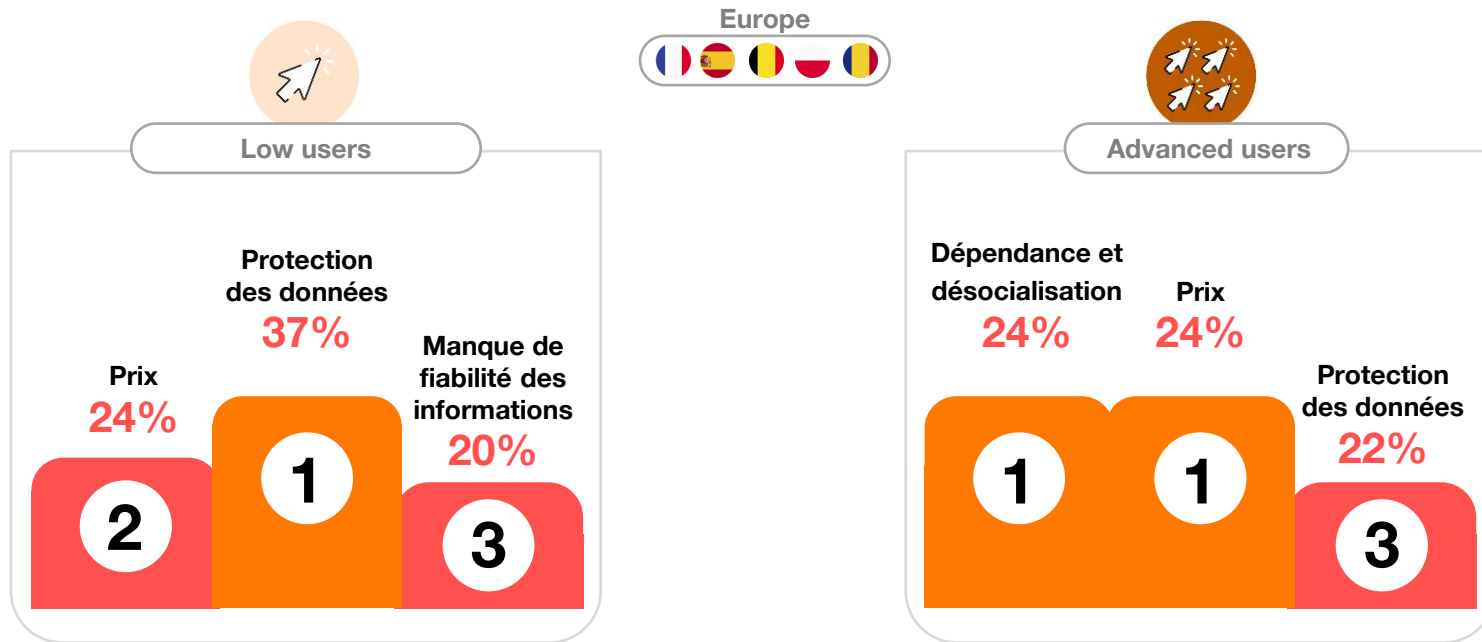 Europe
Low users
Advanced users
Protection
des données
37%
Prix
24%
Manque de
fiabilité des
informations
20%
2
1
3
Dépendance et
désocialisation
24%
Prix
24%
Protection
des données
22%
1
1
3